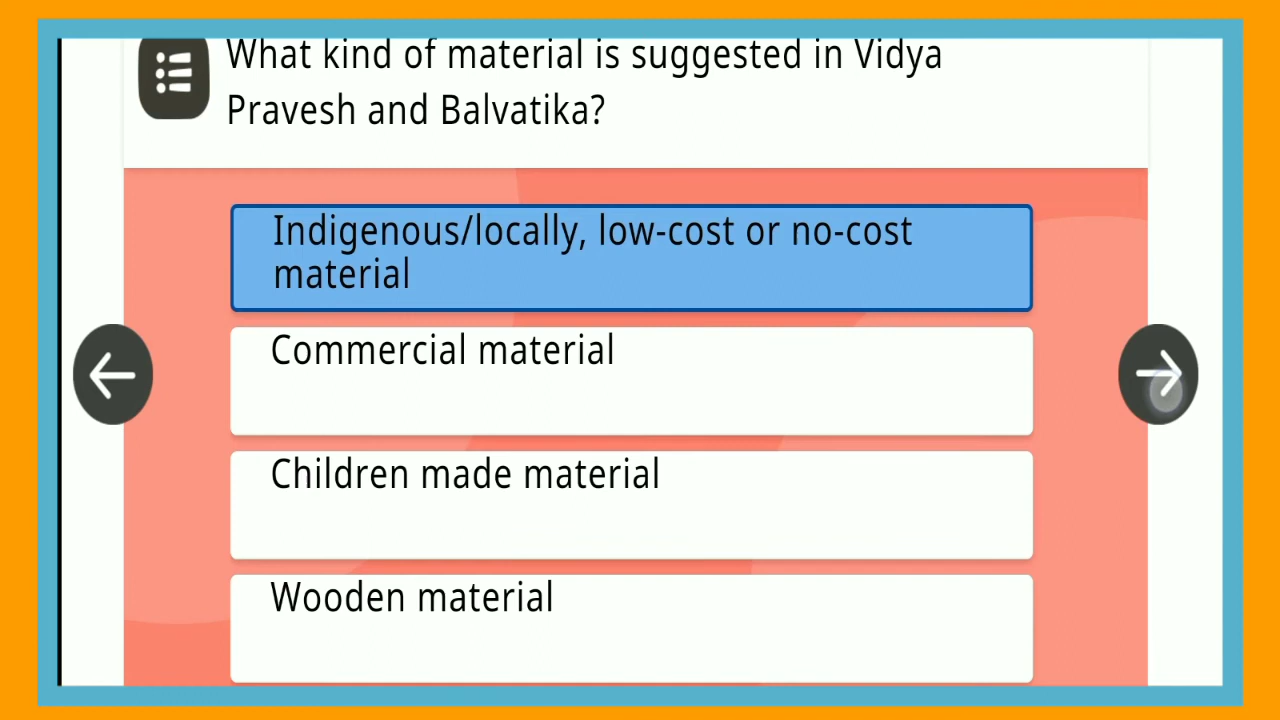 What kind of material is suggested in Vidya
Pravesh and Balvatika?
Indigenous/locally, low-cost or no-cost
material
Commercial material
Children made material
Wooden material